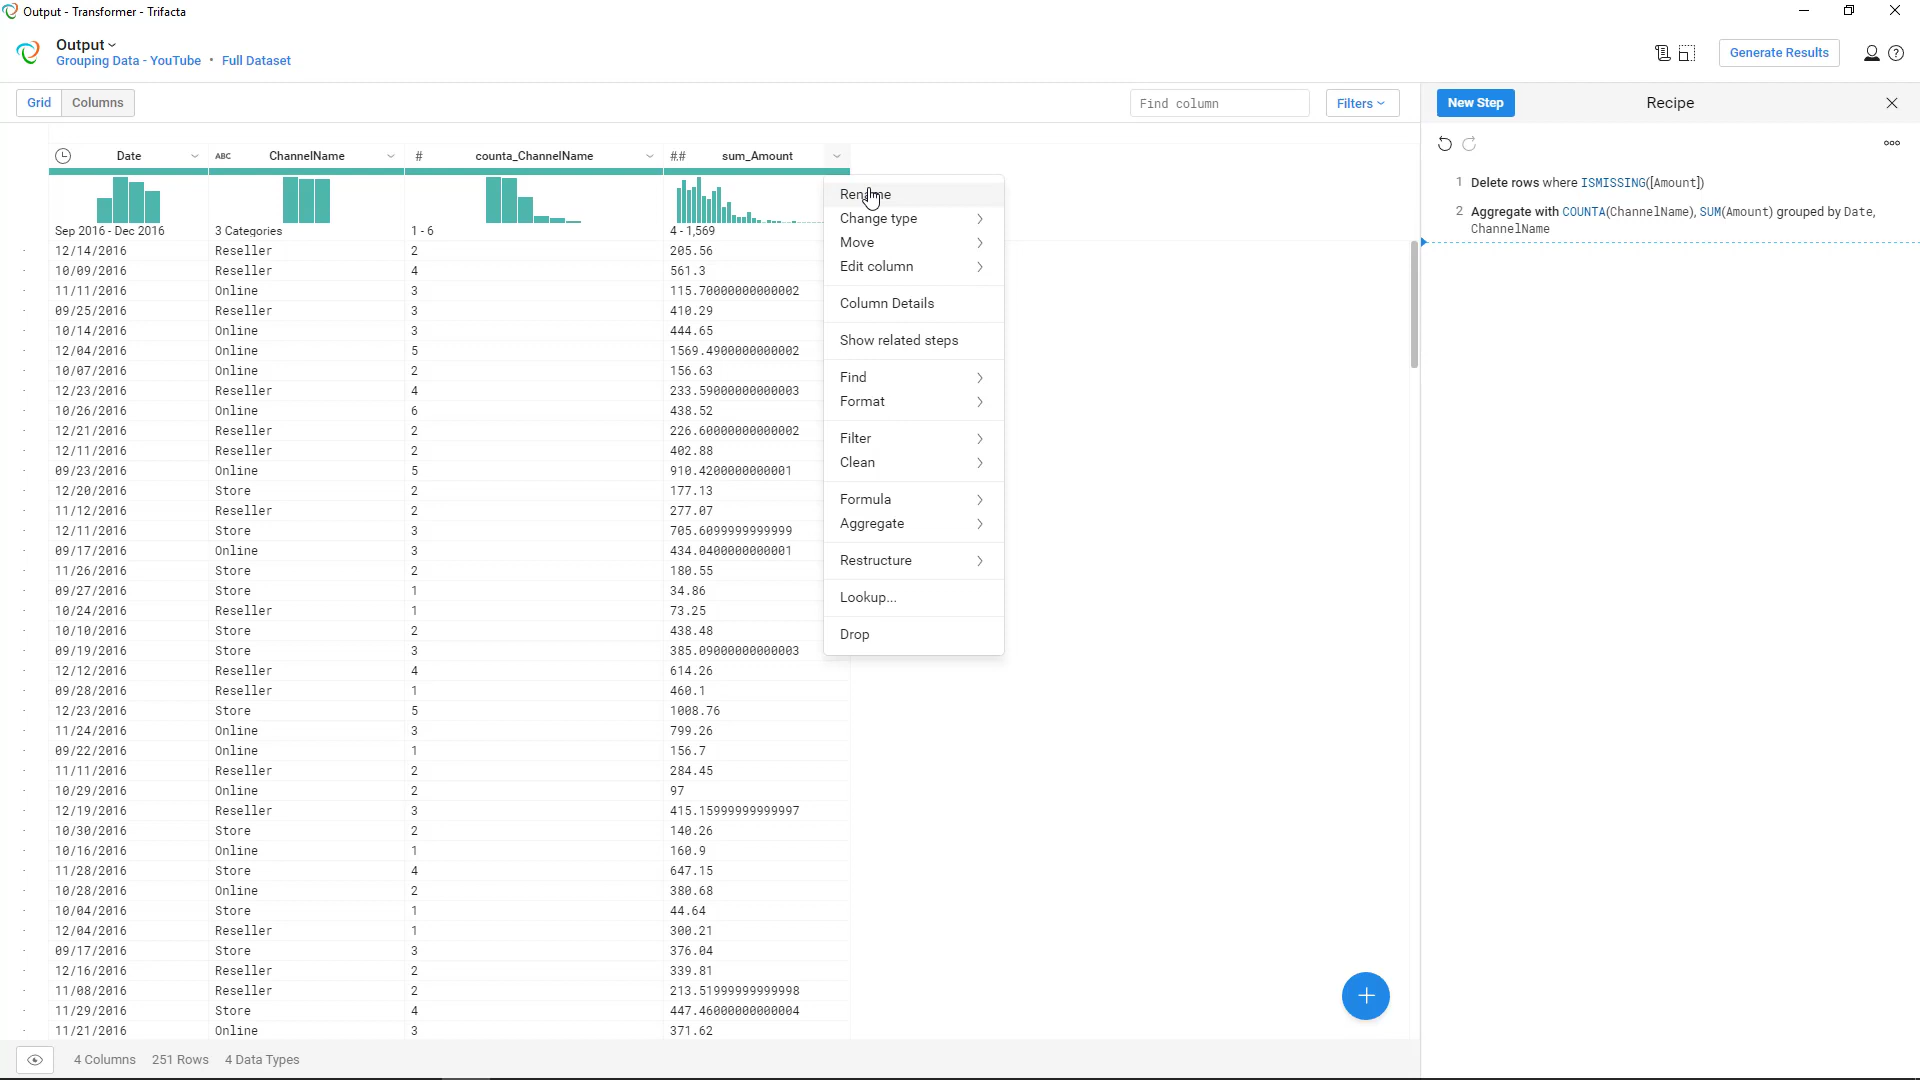 Output - Transformer - Trifacta
Output
Grouping Data - YouTube • Full Dataset
Generate Results
Grid Columns
Find column
Filters
New Step
Recipe
Date ABC ChannelName # counta_ChannelName ##  sum_Amount
Sep 2016 - Dec 2016 3 Categories 1 - 6 4 - 1,569
12/14/2016 Reseller 2 205.56
10/09/2016 Reseller 4 561.3
11/11/2016 Online 3 115.70000000000002
09/25/2016 Reseller 3 410.29
10/14/2016 Online 3 444.65
12/04/2016 Online 5 1569.4900000000002
10/07/2016 Online 2 156.63
12/23/2016 Reseller 4 233.59000000000003
10/26/2016 Online 6 438.52
12/21/2016 Reseller 2 226.60000000000002
12/11/2016 Reseller 2 402.88
09/23/2016 Online 5 910.4200000000001
12/20/2016 Store 2 177.13
11/12/2016 Reseller 2 277.07
12/11/2016 Store 3 705.6099999999999
09/17/2016 Online 3 434.0400000000001
11/26/2016 Store 2 180.55
09/27/2016 Store 1 34.86
10/24/2016 Reseller 1 73.25
10/10/2016 Store 2 438.48
09/19/2016 Store 3 385.09000000000003
12/12/2016 Reseller 4 614.26
09/28/2016 Reseller 1 460.1
12/23/2016 Store 5 1008.76
11/24/2016 Online 3 799.26
09/22/2016 Online 1 156.7
11/11/2016 Reseller 2 284.45
10/29/2016 Online 2 97
12/19/2016 Reseller 3 415.15999999999997
10/30/2016 Store 2 140.26
10/16/2016 Online 1 160.9
11/28/2016 Store 4 647.15
10/28/2016 Online 2 380.68
10/04/2016 Store 1 44.64
12/04/2016 Reseller 1 300.21
09/17/2016 Store 3 376.04
12/16/2016 Reseller 2 339.81
11/08/2016 Reseller 2 213.51999999999998
11/29/2016 Store 4 447.46000000000004
11/21/2016 Online 3 371.62
Rename
Change type
Move
Edit column
Column Details
Show related steps
Find
Format
Filter
Clean
Formula
Aggregate
Restructure
Lookup...
Drop
1 Delete rows where ISMISSING([Amount])
2 Aggregate with COUNTA(ChannelName), SUM(Amount) grouped by Date,
ChannelName
4 Columns 251 Rows 4 Data Types